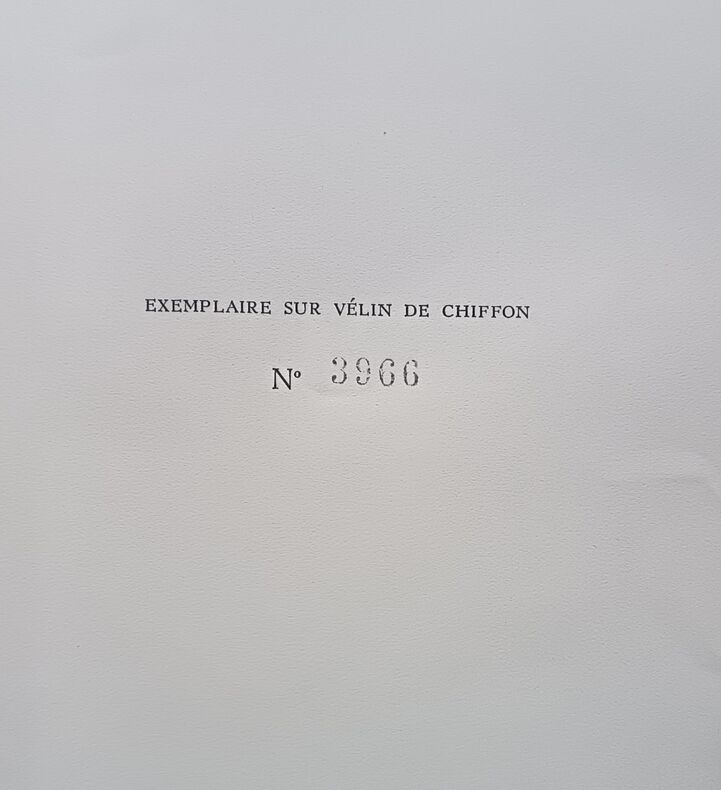 EXEMPLAIRE SUR VÉLIN DE CHIFFON
Nº 3966